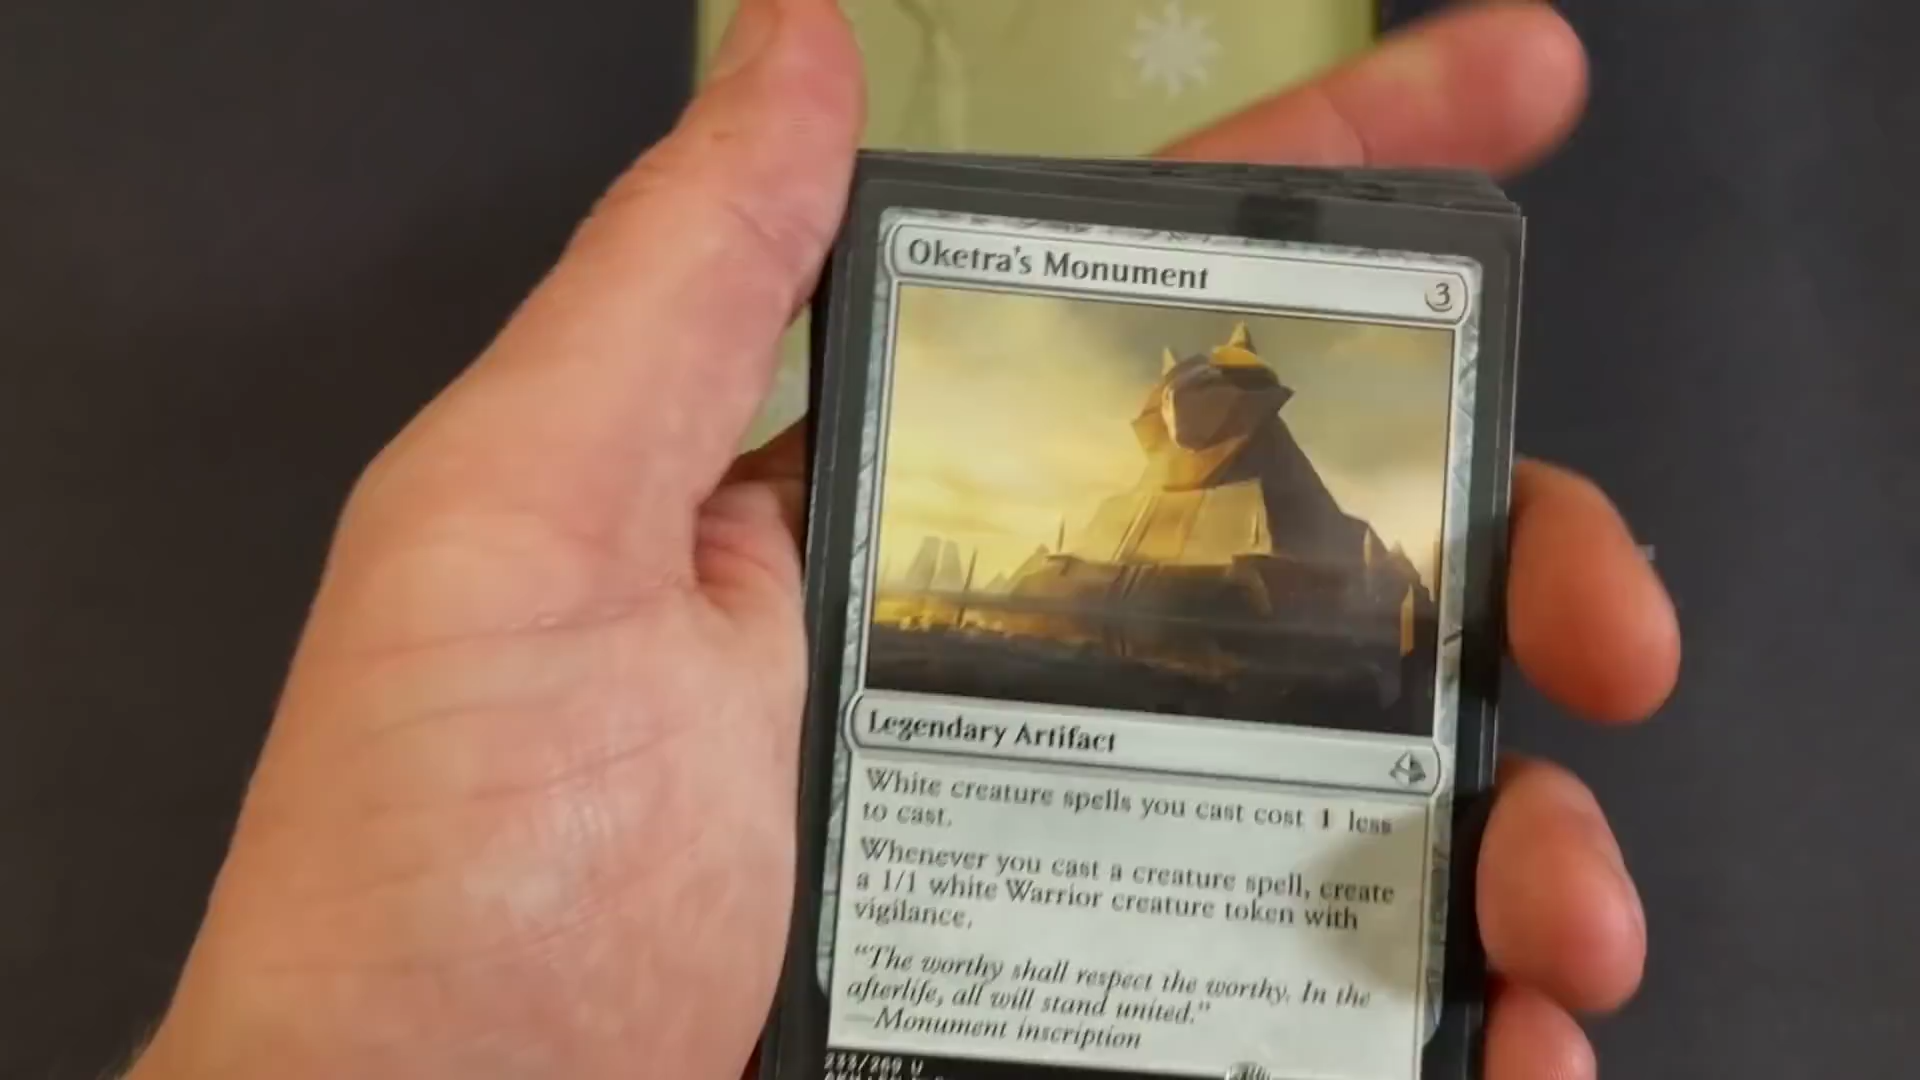 Oketra's Monument
3
Legendary Artifact
White creature spells you cast cost 1 less
to cast.
Whenever you cast a creature spell, create
a 1/1 white Warrior creature token with
vigilance.
“The worthy shall respect the worthy. In the
afterlife, all will stand united.”
—Monument inscription
233/269 U